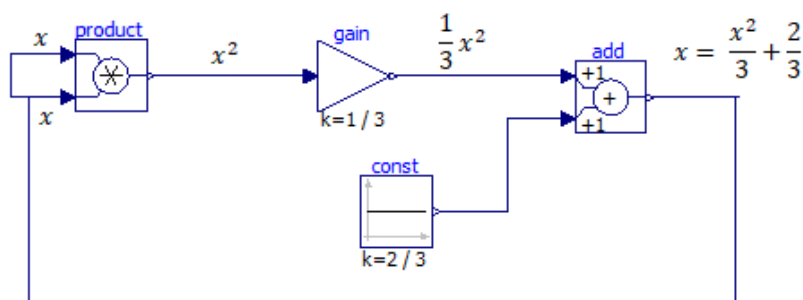 product
x
x
x²
gain
k=1/3
1/3 x²
add
+1
+
+1
x = x²/3 + 2/3
const
k=2/3